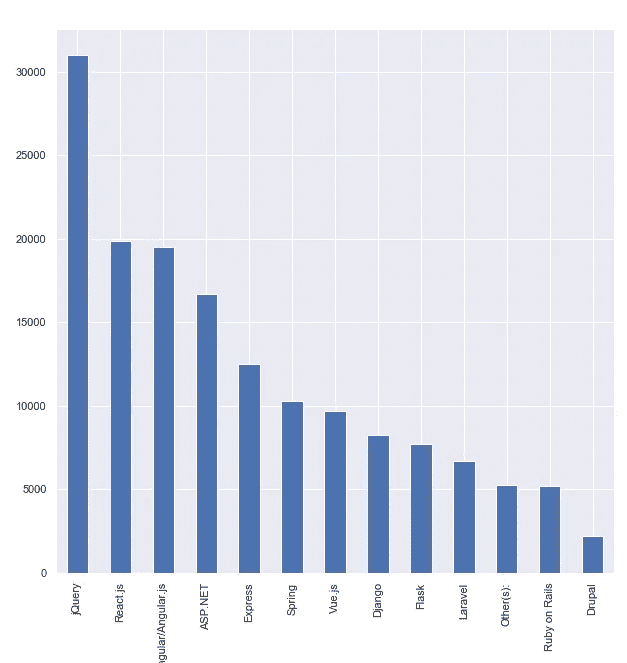 30000
25000
20000
15000
10000
5000
0
jQuery
React.js
gular/Angular.js
ASP.NET
Express
Spring
Vue.js
Django
Flask
Laravel
Other(s):
Ruby on Rails
Drupal